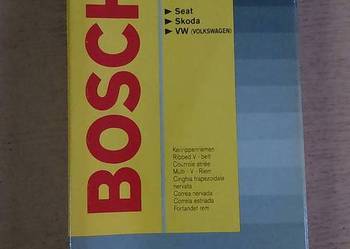 BOSCH
Seat
Skoda
VW (VOLKSWAGEN)
Keilrippenriemen
Ribbed V - belt
Courroie striée
Multi - V - Riem
Cinghia trapezoidale
nervata
Correa nervada
Correia estriada
Fortandet rem